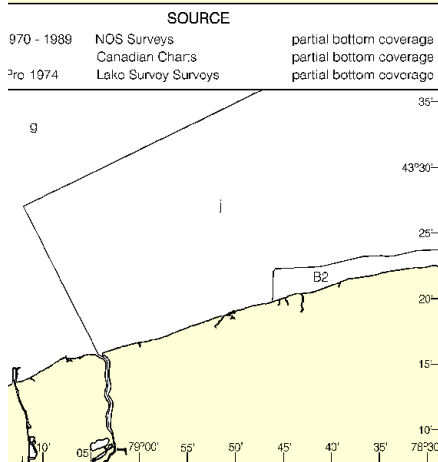 SOURCE
970 - 1989 NOS Surveys partial bottom coverage
Canadian Charts partial bottom coverage
Pre 1974 Lake Survey Surveys partial bottom coverage
35'
g
43°30'
j
25'
B2
20'
15'
10'
10' 05 79°00' 55' 50' 45' 40' 35' 78°30